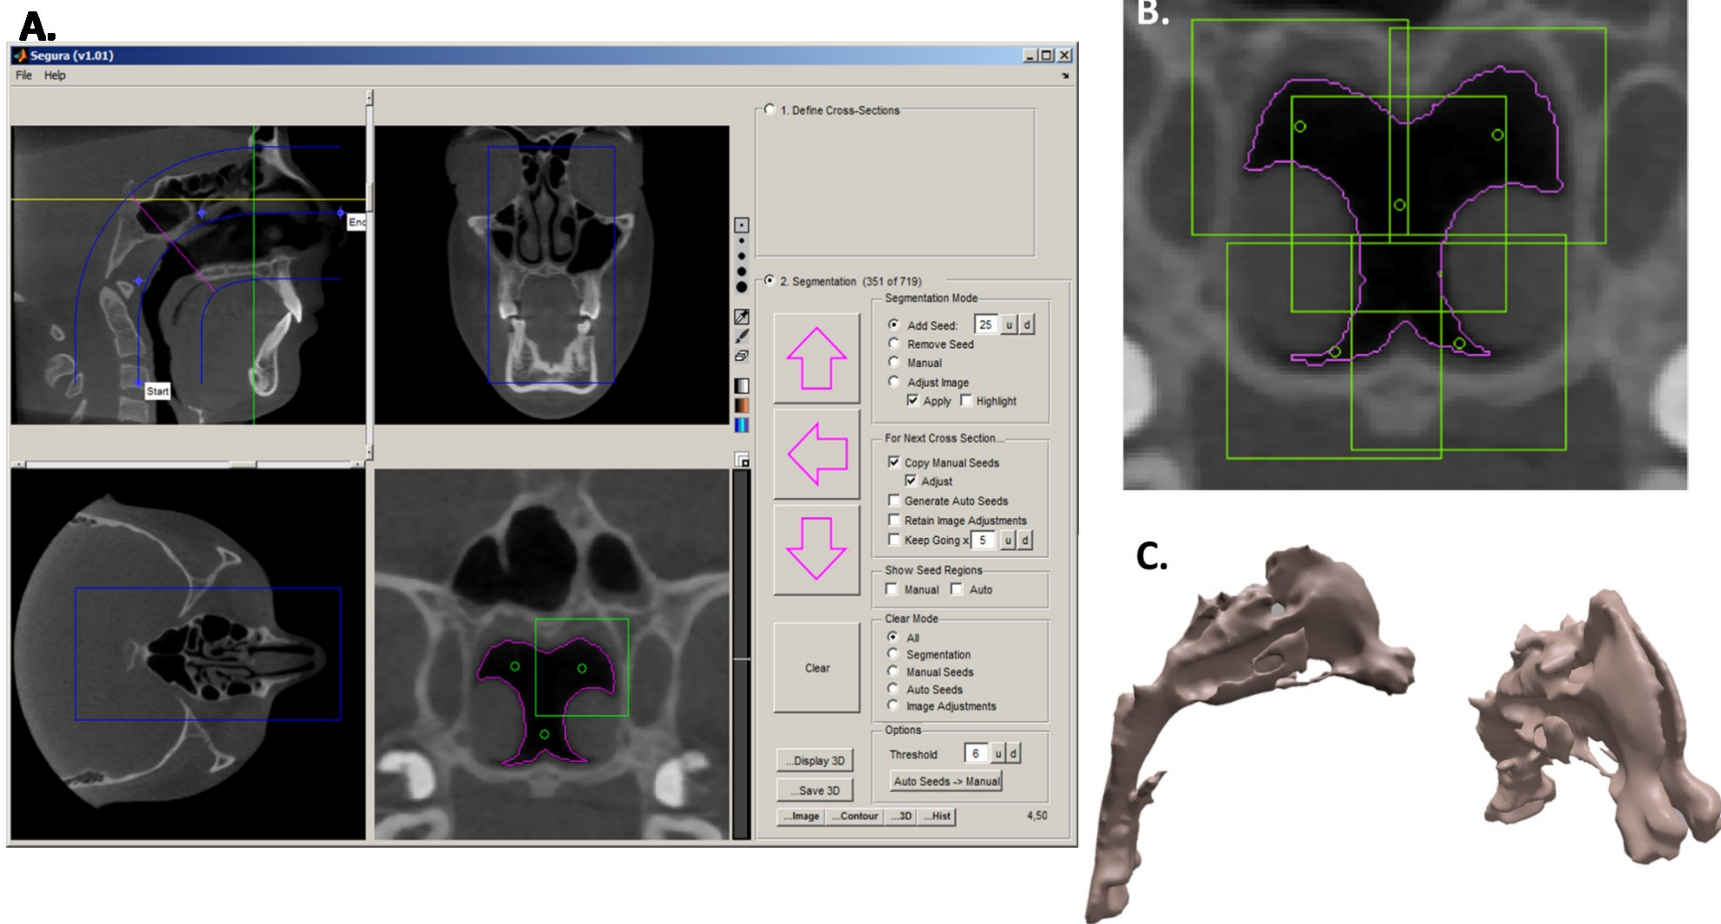 A.
B.
Segura (v1.01)
File Help
1. Define Cross-Sections
End
Start
2. Segmentation (351 of 719)
Segmentation Mode
Add Seed: 25 u d
Remove Seed
Manual
Adjust Image
Apply Highlight
For Next Cross Section...
Copy Manual Seeds
Adjust
Generate Auto Seeds
Retain Image Adjustments
Keep Going x 5 u d
Show Seed Regions
Manual Auto
Clear Mode
All
Segmentation
Manual Seeds
Auto Seeds
Image Adjustments
Clear
Options
Threshold 6 u d
Auto Seeds -> Manual
...Display 3D
...Save 3D
...Image ...Contour ...3D ...Hist 4,50
C.